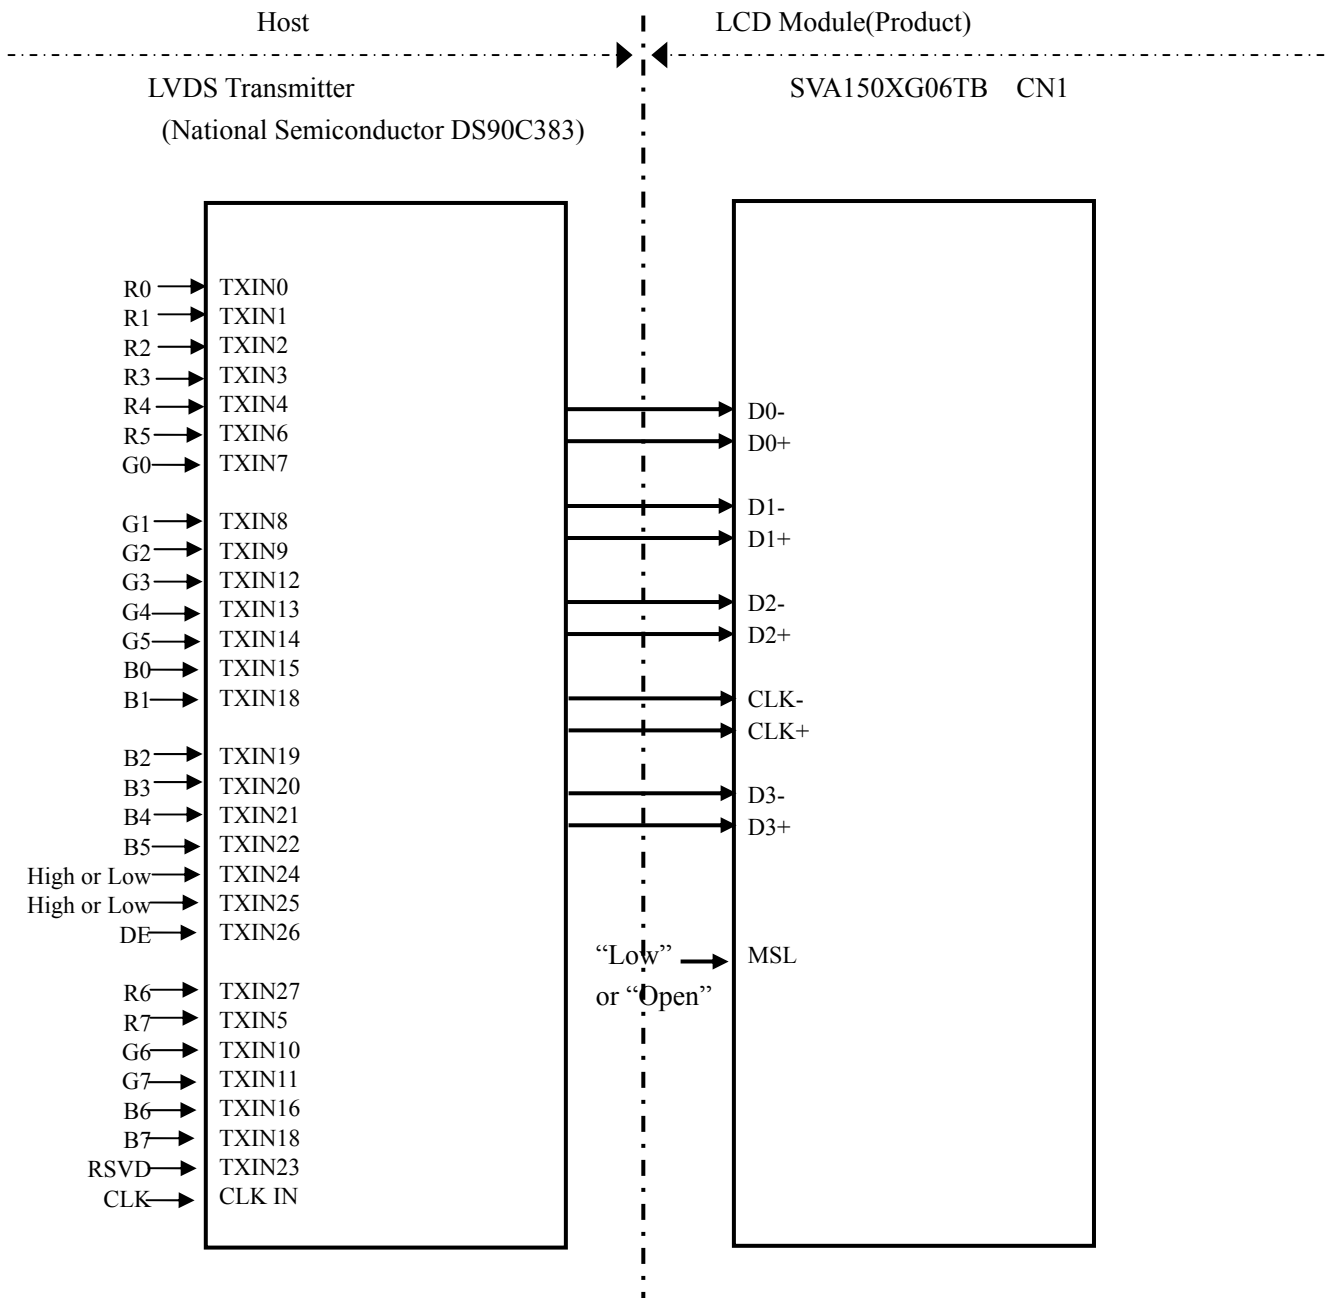 Host LCD Module(Product)
LVDS Transmitter SVA150XG06TB CN1
(National Semiconductor DS90C383)
R0 TXIN0
R1 TXIN1
R2 TXIN2
R3 TXIN3
R4 TXIN4
R5 TXIN6
G0 TXIN7
G1 TXIN8
G2 TXIN9
G3 TXIN12
G4 TXIN13
G5 TXIN14
B0 TXIN15
B1 TXIN18
B2 TXIN19
B3 TXIN20
B4 TXIN21
B5 TXIN22
High or Low TXIN24
High or Low TXIN25
DE TXIN26
R6 TXIN27
R7 TXIN5
G6 TXIN10
G7 TXIN11
B6 TXIN16
B7 TXIN18
RSVD TXIN23
CLK CLK IN
D0-
D0+
D1-
D1+
D2-
D2+
CLK-
CLK+
D3-
D3+
“Low” MSL
or “Open”